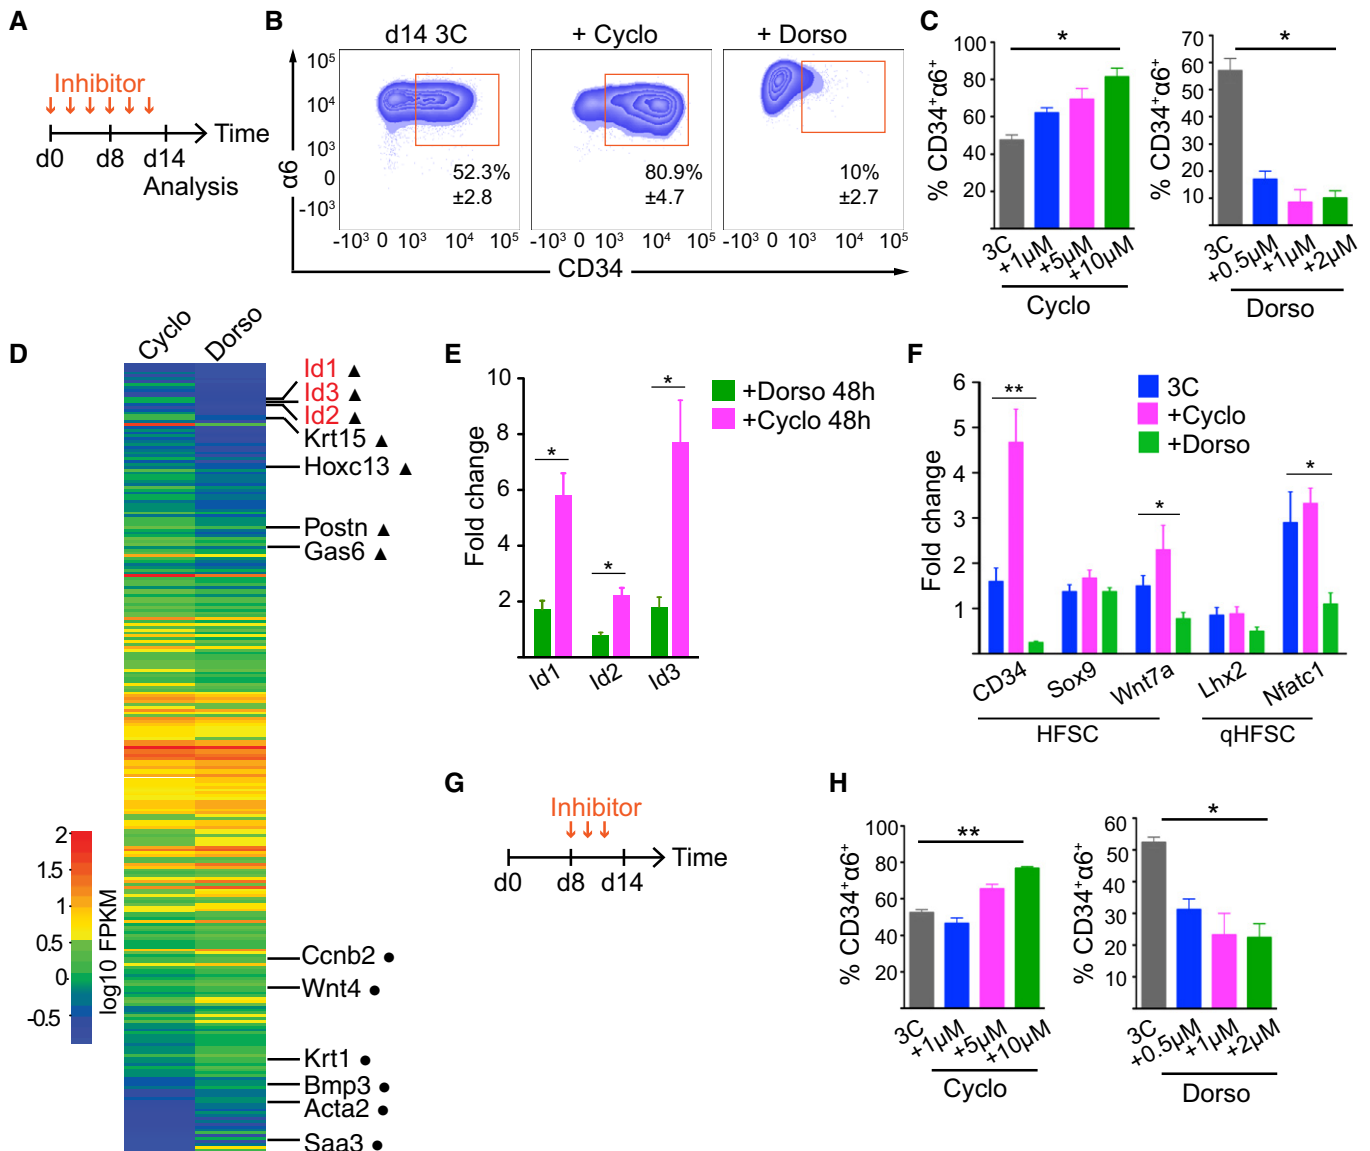 A
Inhibitor
Time
d0 d8 d14
Analysis
B
d14 3C + Cyclo + Dorso
α6
10⁵
10⁴
10³
0
-10³
52.3%
±2.8
80.9%
±4.7
10%
±2.7
-10³ 0 10³ 10⁴ 10⁵
-10³ 0 10³ 10⁴ 10⁵
-10³ 0 10³ 10⁴ 10⁵
CD34
C
% CD34⁺α6⁺
100
80
60
40
20
*
3C +1µM +5µM +10µM
Cyclo
% CD34⁺α6⁺
70
60
50
40
30
20
10
*
3C +0.5µM +1µM +2µM
Dorso
D
Cyclo Dorso
Id1 ▲
Id3 ▲
Id2 ▲
Krt15 ▲
Hoxc13 ▲
Postn ▲
Gas6 ▲
Ccnb2 ●
Wnt4 ●
Krt1 ●
Bmp3 ●
Acta2 ●
Saa3 ●
2
1.5
1
0.5
0
-0.5
log10 FPKM
E
Fold change
10
8
6
4
2
* * *
+Dorso 48h
+Cyclo 48h
Id1 Id2 Id3
F
Fold change
6
5
4
3
2
1
** * *
3C
+Cyclo
+Dorso
CD34 Sox9 Wnt7a Lhx2 Nfatc1
HFSC qHFSC
G
Inhibitor
Time
d0 d8 d14
H
% CD34⁺α6⁺
100
80
60
40
20
**
3C +1µM +5µM +10µM
Cyclo
% CD34⁺α6⁺
60
50
40
30
20
10
*
3C +0.5µM +1µM +2µM
Dorso